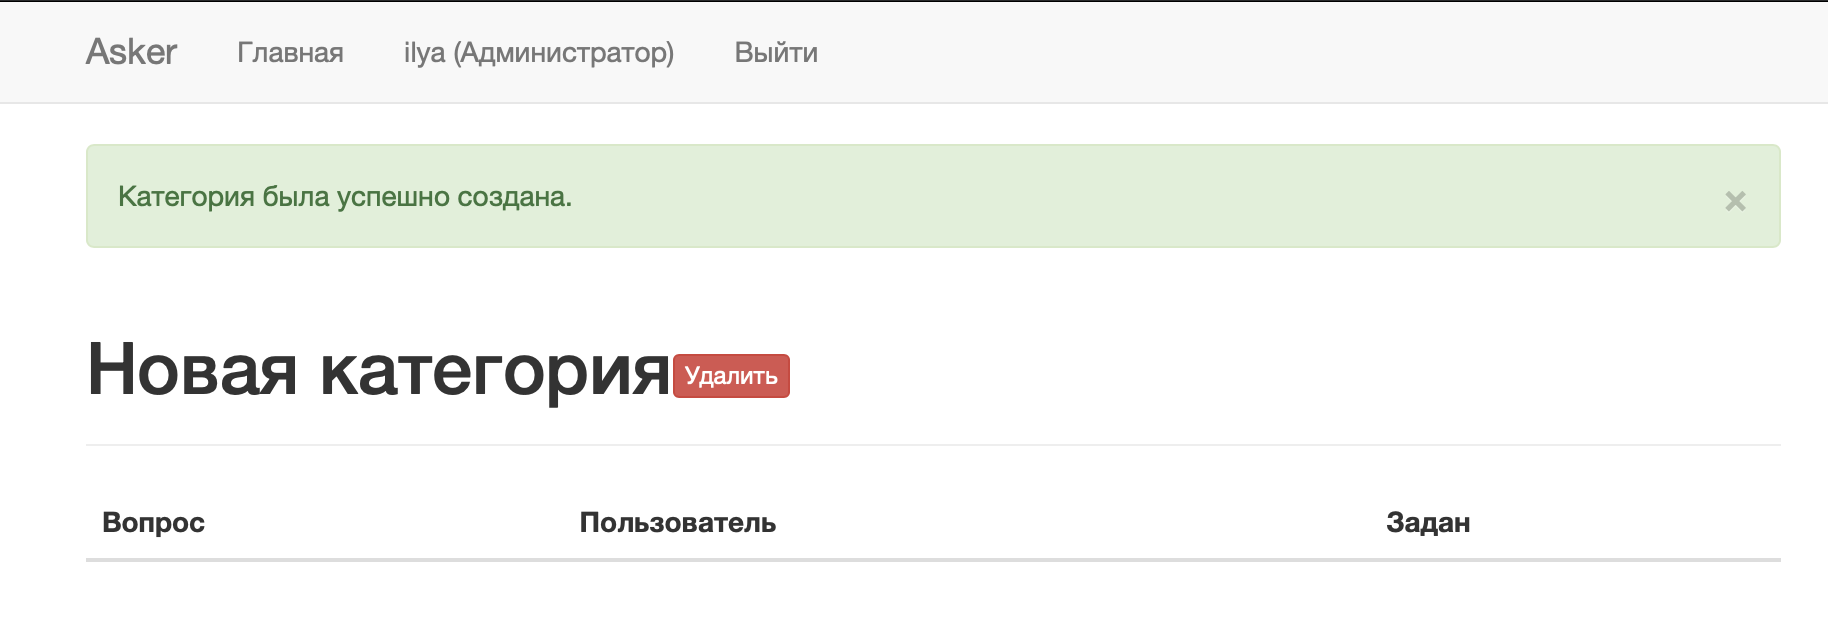 Asker Главная ilya (Администратор) Выйти
Категория была успешно создана. ×
Новая категория Удалить
Вопрос Пользователь Задан